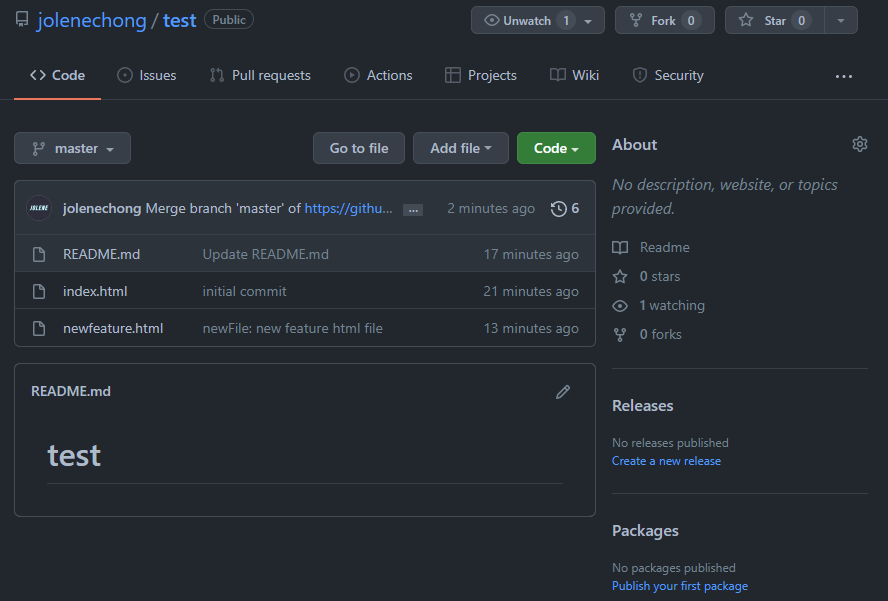 jolenechong / test Public
Unwatch 1 Fork 0 Star 0
Code Issues Pull requests Actions Projects Wiki Security ...
master Go to file Add file Code
JOLENE jolenechong Merge branch 'master' of https://githu... ... 2 minutes ago 6
README.md Update README.md 17 minutes ago
index.html initial commit 21 minutes ago
newfeature.html newFile: new feature html file 13 minutes ago
README.md
test
About
No description, website, or topics
provided.
Readme
0 stars
1 watching
0 forks
Releases
No releases published
Create a new release
Packages
No packages published
Publish your first package